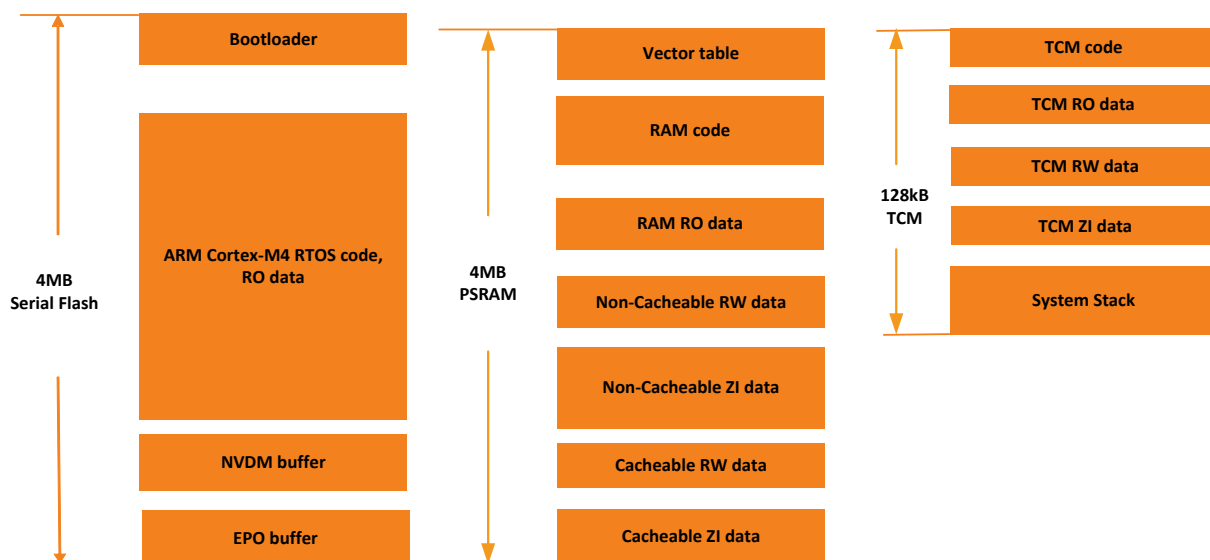 4MB
Serial Flash
Bootloader
ARM Cortex-M4 RTOS code,
RO data
NVDM buffer
EPO buffer
4MB
PSRAM
Vector table
RAM code
RAM RO data
Non-Cacheable RW data
Non-Cacheable ZI data
Cacheable RW data
Cacheable ZI data
128kB
TCM
TCM code
TCM RO data
TCM RW data
TCM ZI data
System Stack